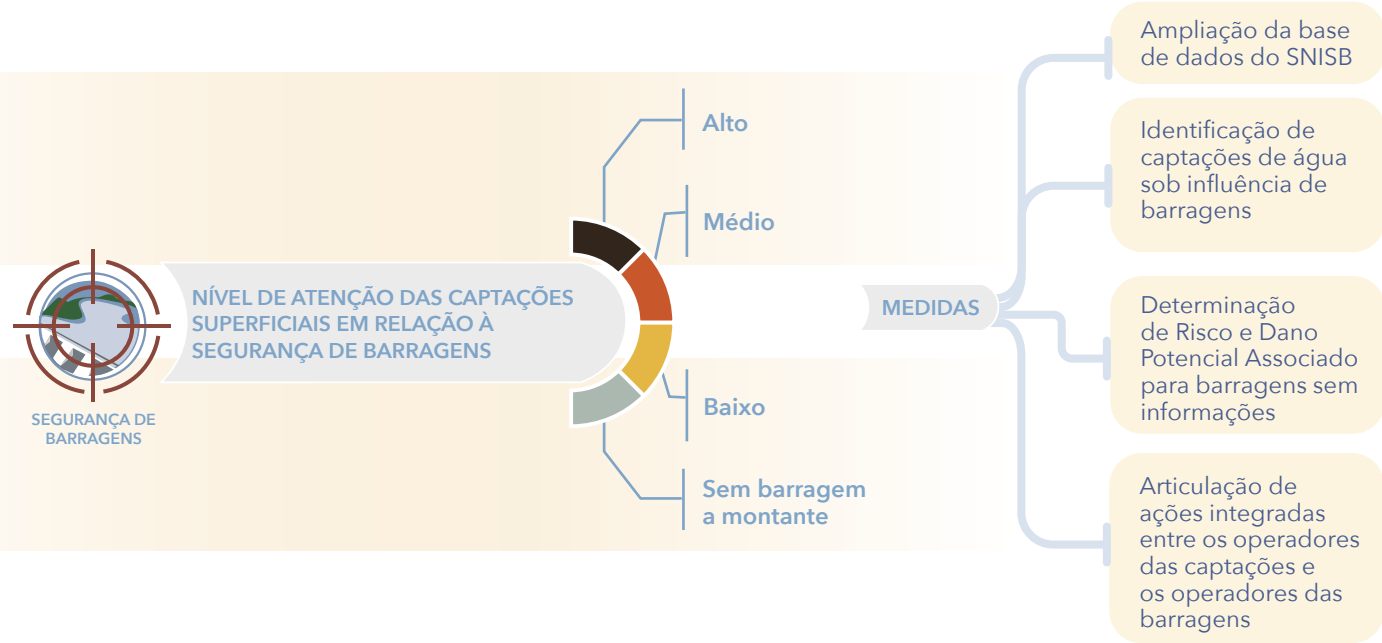 SEGURANÇA DE
BARRAGENS
NÍVEL DE ATENÇÃO DAS CAPTAÇÕES
SUPERFICIAIS EM RELAÇÃO À
SEGURANÇA DE BARRAGENS
Alto
Médio
Baixo
Sem barragem
a montante
MEDIDAS
Ampliação da base
de dados do SNISB
Identificação de
captações de água
sob influência de
barragens
Determinação
de Risco e Dano
Potencial Associado
para barragens sem
informações
Articulação de
ações integradas
entre os operadores
das captações e
os operadores das
barragens